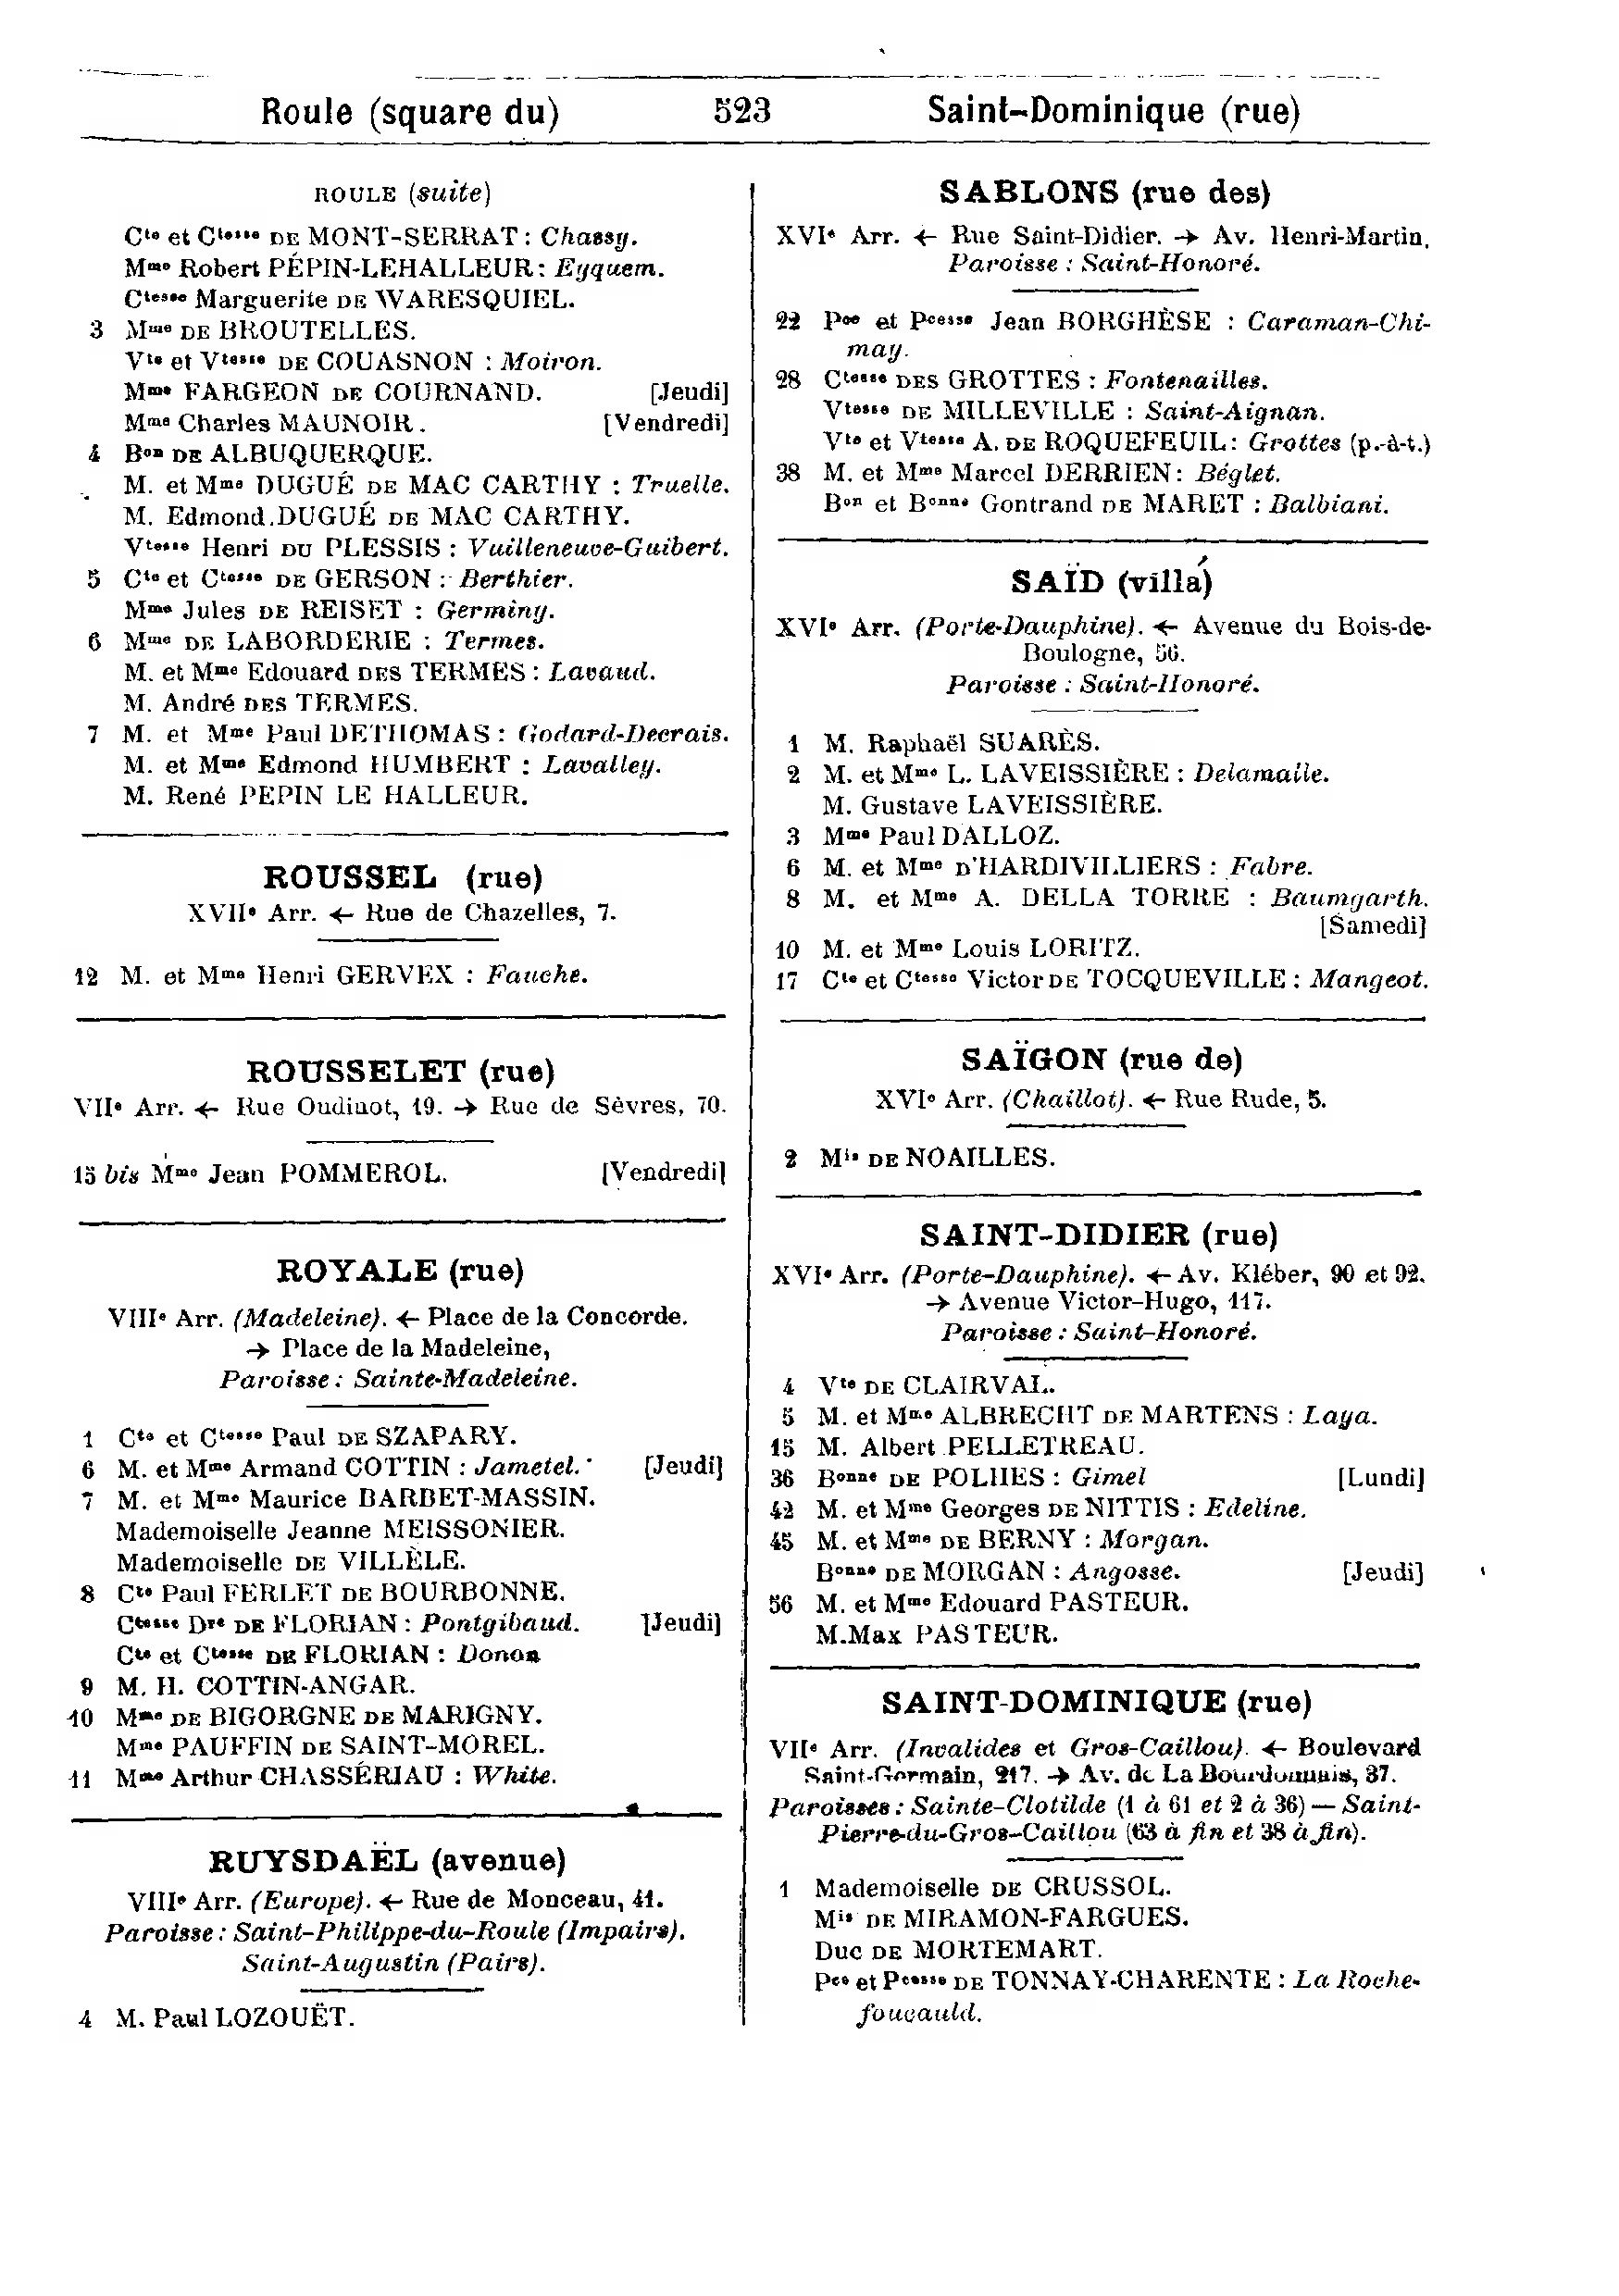 Roule (square du) 523 Saint-Dominique (rue)
ROULE (suite)
Cte et Ctesse DE MONT-SERRAT : Chassy.
Mme Robert PÉPIN-LEHALLEUR : Eyquem.
Ctesse Marguerite DE WARESQUIEL.
3 Mme DE BROUTELLES.
Vte et Vtesse DE COUASNON : Moiron.
Mme FARGEON DE COURNAND. [Jeudi]
Mme Charles MAUNOIR. [Vendredi]
4 Bon DE ALBUQUERQUE.
M. et Mme DUGUÉ DE MAC CARTHY : Truelle.
M. Edmond DUGUÉ DE MAC CARTHY.
Vtesse Henri DU PLESSIS : Vuilleneuve-Guibert.
5 Cte et Ctesse DE GERSON : Berthier.
Mme Jules DE REISET : Germiny.
6 Mme DE LABORDERIE : Termes.
M. et Mme Edouard DES TERMES : Lavaud.
M. André DES TERMES.
7 M. et Mme Paul DETHOMAS : Godard-Decrais.
M. et Mme Edmond HUMBERT : Lavalley.
M. René PEPIN LE HALLEUR.
ROUSSEL (rue)
XVIIe Arr. ← Rue de Chazelles, 7.
12 M. et Mme Henri GERVEX : Fauche.
ROUSSELET (rue)
VIIe Arr. ← Rue Oudinot, 19. → Rue de Sèvres, 70.
15 bis Mme Jean POMMEROL. [Vendredi]
ROYALE (rue)
VIIIe Arr. (Madeleine). ← Place de la Concorde.
→ Place de la Madeleine,
Paroisse : Sainte-Madeleine.
1 Cte et Ctesse Paul DE SZAPARY.
6 M. et Mme Armand COTTIN : Jametel. [Jeudi]
7 M. et Mme Maurice BARBET-MASSIN.
Mademoiselle Jeanne MEISSONIER.
Mademoiselle DE VILLÈLE.
8 Cte Paul FERLET DE BOURBONNE.
Ctesse Dre DE FLORIAN : Pontgibaud. [Jeudi]
Cte et Ctesse DE FLORIAN : Donon
9 M. H. COTTIN-ANGAR.
10 Mme DE BIGORGNE DE MARIGNY.
Mme PAUFFIN DE SAINT-MOREL.
11 Mme Arthur CHASSÉRIAU : White.
RUYSDAËL (avenue)
VIIIe Arr. (Europe). ← Rue de Monceau, 41.
Paroisse : Saint-Philippe-du-Roule (Impairs).
Saint-Augustin (Pairs).
4 M. Paul LOZOUËT.
SABLONS (rue des)
XVIe Arr. ← Rue Saint-Didier. → Av. Henri-Martin.
Paroisse : Saint-Honoré.
22 Pce et Pcesse Jean BORGHÈSE : Caraman-Chi-
may.
28 Ctesse DES GROTTES : Fontenailles.
Vtesse DE MILLEVILLE : Saint-Aignan.
Vte et Vtesse A. DE ROQUEFEUIL : Grottes (p.-à-t.)
38 M. et Mme Marcel DERRIEN : Béglet.
Bon et Bonne Gontrand DE MARET : Balbiani.
SAÏD (villa)
XVIe Arr. (Porte-Dauphine). ← Avenue du Bois-de-
Boulogne, 56.
Paroisse : Saint-Honoré.
1 M. Raphaël SUARÈS.
2 M. et Mme L. LAVEISSIÈRE : Delamalle.
M. Gustave LAVEISSIÈRE.
3 Mme Paul DALLOZ.
6 M. et Mme D'HARDIVILLIERS : Fabre.
8 M. et Mme A. DELLA TORRE : Baumgarth.
[Samedi]
10 M. et Mme Louis LORITZ.
17 Cte et Ctesse Victor DE TOCQUEVILLE : Mangeot.
SAÏGON (rue de)
XVIe Arr. (Chaillot). ← Rue Rude, 5.
2 Mis DE NOAILLES.
SAINT-DIDIER (rue)
XVIe Arr. (Porte-Dauphine). ← Av. Kléber, 90 et 92.
→ Avenue Victor-Hugo, 117.
Paroisse : Saint-Honoré.
4 Vte DE CLAIRVAL.
5 M. et Mme ALBRECHT DE MARTENS : Laya.
15 M. Albert PELLETREAU.
36 Bonne DE POLHES : Gimel [Lundi]
42 M. et Mme Georges DE NITTIS : Edeline.
45 M. et Mme DE BERNY : Morgan.
Bonne DE MORGAN : Angosse. [Jeudi]
56 M. et Mme Edouard PASTEUR.
M. Max PASTEUR.
SAINT-DOMINIQUE (rue)
VIIe Arr. (Invalides et Gros-Caillou). ← Boulevard
Saint-Germain, 217. → Av. de La Bourdonnais, 37.
Paroisses : Sainte-Clotilde (1 à 61 et 2 à 36) — Saint-
Pierre-du-Gros-Caillou (63 à fin et 38 à fin).
1 Mademoiselle DE CRUSSOL.
Mis DE MIRAMON-FARGUES.
Duc DE MORTEMART.
Pce et Pcesse DE TONNAY-CHARENTE : La Roche-
foucauld.